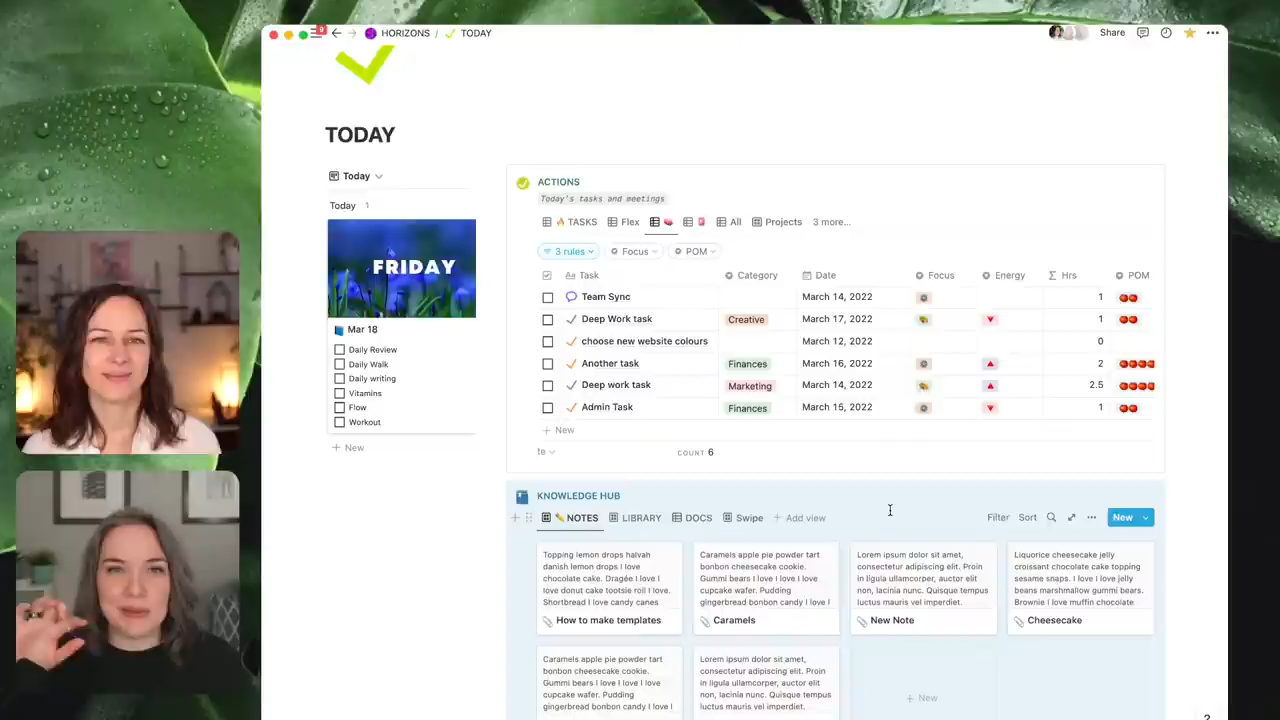 HORIZONS / TODAY
Share
TODAY
Today
Today 1
FRIDAY
Mar 18
Daily Review
Daily Walk
Daily writing
Vitamins
Flow
Workout
+ New
ACTIONS
Today's tasks and meetings
TASKS Flex All Projects 3 more...
3 rules Focus POM
Task Category Date Focus Energy Σ Hrs POM
Team Sync March 14, 2022 1
Deep Work task Creative March 17, 2022 1
choose new website colours March 12, 2022 0
Another task Finances March 16, 2022 2
Deep work task Marketing March 14, 2022 2.5
Admin Task Finances March 15, 2022 1
+ New
te COUNT 6
KNOWLEDGE HUB
NOTES LIBRARY DOCS Swipe + Add view Filter Sort New
Topping lemon drops halvah
danish lemon drops I love
chocolate cake. Dragée I love I
love donut cake tootsie roll I love.
Shortbread I love candy canes
How to make templates
Caramels apple pie powder tart
bonbon cheesecake cookie.
Gummi bears I love I love I love
cupcake wafer. Pudding
gingerbread bonbon candy I love I
Caramels
Lorem ipsum dolor sit amet,
consectetur adipiscing elit. Proin
in ligula ullamcorper, auctor elit
non, lacinia nunc. Quisque tempus
luctus mauris vel imperdiet.
New Note
Liquorice cheesecake jelly
croissant chocolate cake topping
sesame snaps. I love I love jelly
beans marshmallow gummi bears.
Brownie I love muffin chocolate
Cheesecake
Caramels apple pie powder tart
bonbon cheesecake cookie.
Gummi bears I love I love I love
cupcake wafer. Pudding
gingerbread bonbon candy I love I
Lorem ipsum dolor sit amet,
consectetur adipiscing elit. Proin
in ligula ullamcorper, auctor elit
non, lacinia nunc. Quisque tempus
luctus mauris vel imperdiet.
+ New